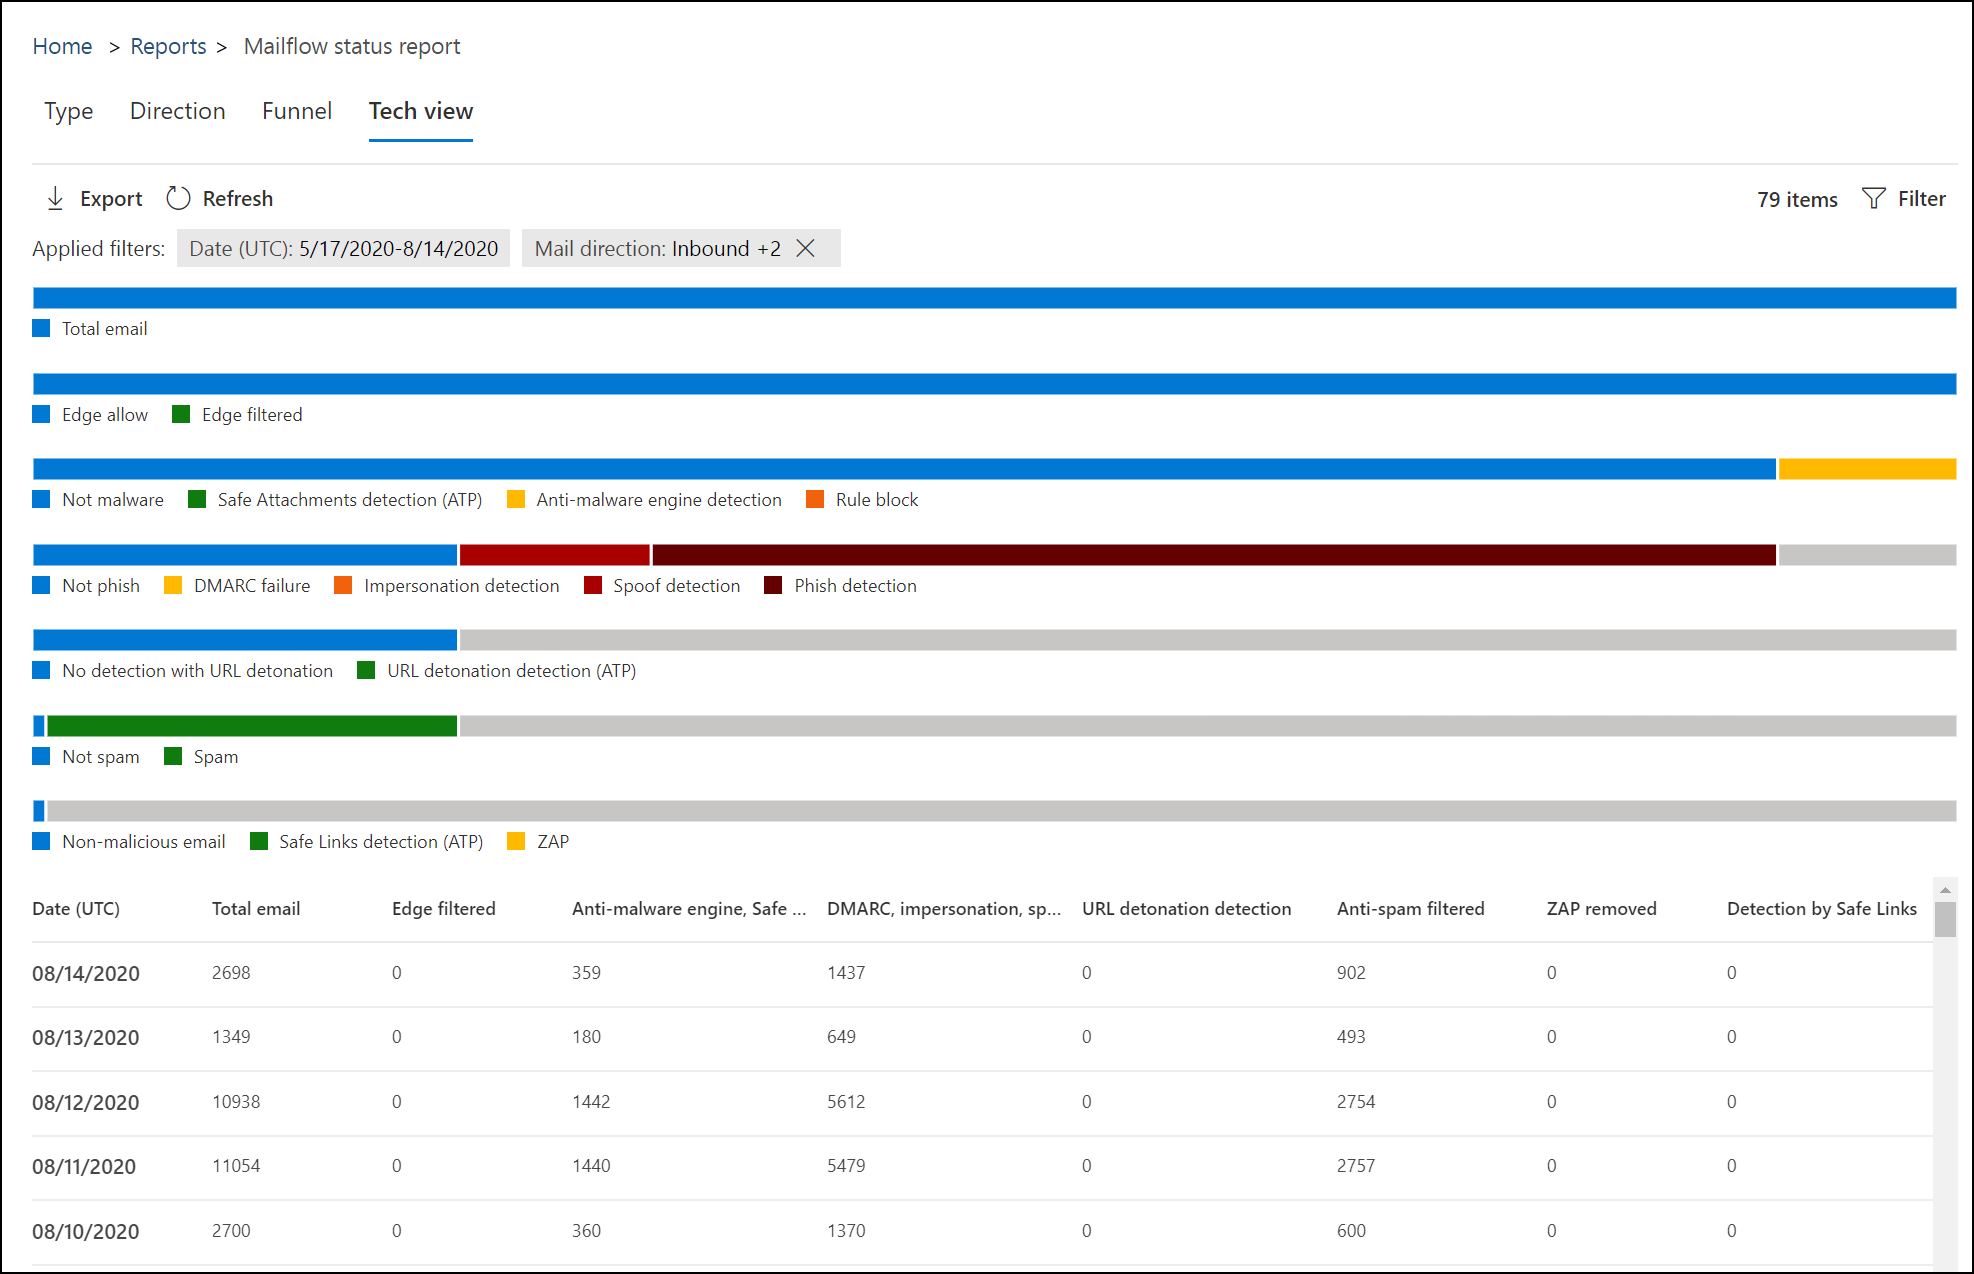 Home > Reports > Mailflow status report
Type Direction Funnel Tech view
Export Refresh 79 items Filter
Applied filters: Date (UTC): 5/17/2020-8/14/2020 Mail direction: Inbound +2
Total email
Edge allow Edge filtered
Not malware Safe Attachments detection (ATP) Anti-malware engine detection Rule block
Not phish DMARC failure Impersonation detection Spoof detection Phish detection
No detection with URL detonation URL detonation detection (ATP)
Not spam Spam
Non-malicious email Safe Links detection (ATP) ZAP
Date (UTC) Total email Edge filtered Anti-malware engine, Safe ... DMARC, impersonation, sp... URL detonation detection Anti-spam filtered ZAP removed Detection by Safe Links
08/14/2020 2698 0 359 1437 0 902 0 0
08/13/2020 1349 0 180 649 0 493 0 0
08/12/2020 10938 0 1442 5612 0 2754 0 0
08/11/2020 11054 0 1440 5479 0 2757 0 0
08/10/2020 2700 0 360 1370 0 600 0 0